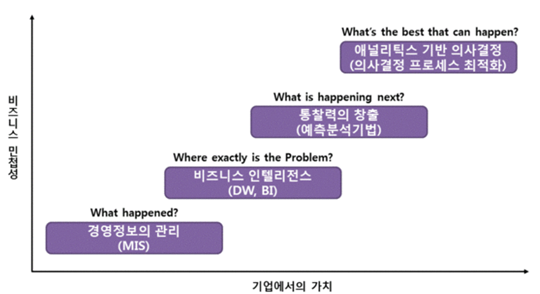 What's the best that can happen?
애널리틱스 기반 의사결정
(의사결정 프로세스 최적화)
What is happening next?
통찰력의 창출
(예측분석기법)
Where exactly is the Problem?
비즈니스 인텔리전스
(DW, BI)
What happened?
경영정보의 관리
(MIS)
비즈니스 민첩성
기업에서의 가치